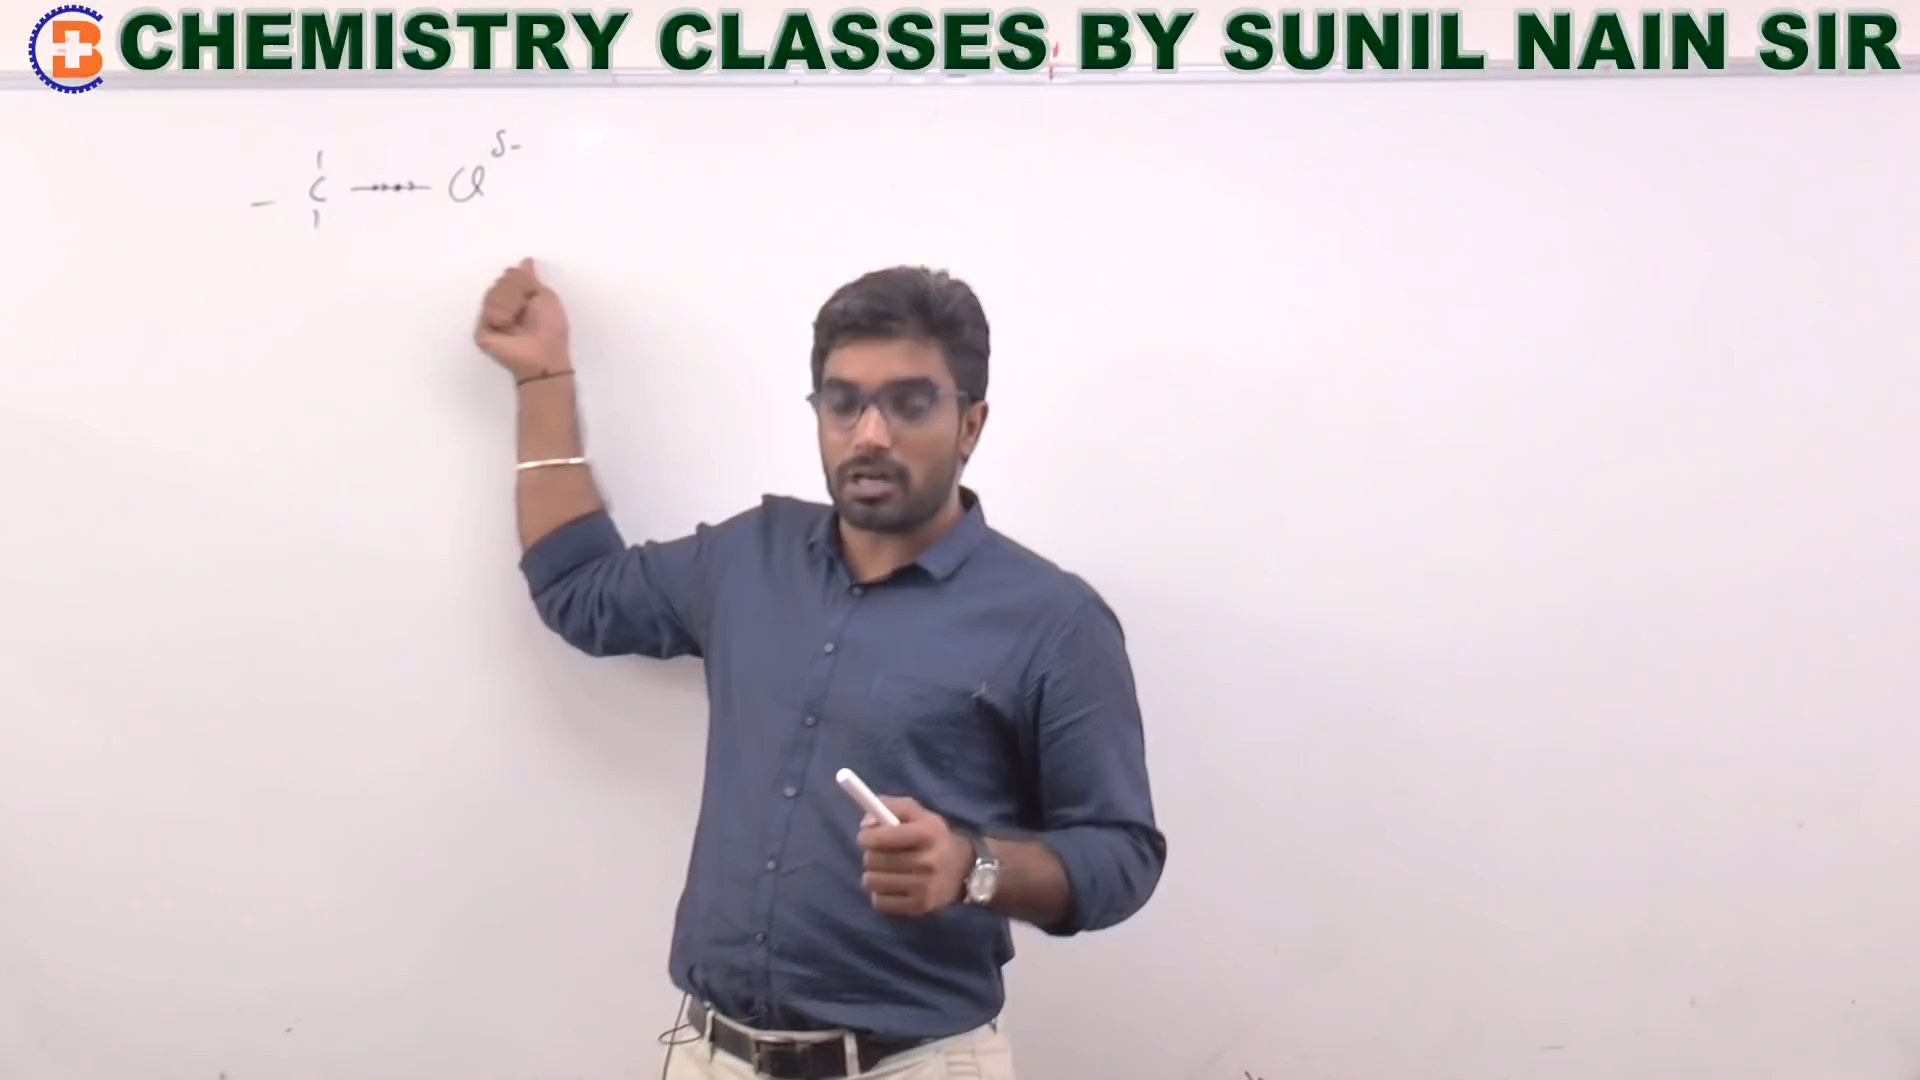 CHEMISTRY CLASSES BY SUNIL NAIN SIR
B
δ-
- C → Cl